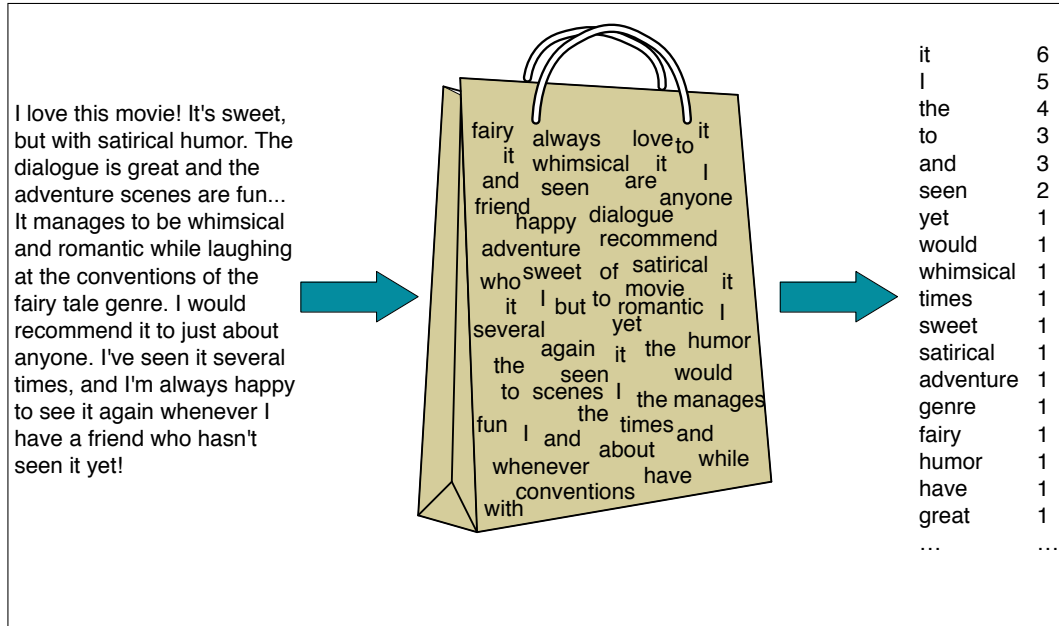 I love this movie! It's sweet,
but with satirical humor. The
dialogue is great and the
adventure scenes are fun...
It manages to be whimsical
and romantic while laughing
at the conventions of the
fairy tale genre. I would
recommend it to just about
anyone. I've seen it several
times, and I'm always happy
to see it again whenever I
have a friend who hasn't
seen it yet!
fairy always love to it
it whimsical it I
and seen are anyone
friend happy dialogue
adventure recommend
who sweet of satirical
it I but to movie it
romantic I
several yet
again it the humor
the seen would
to scenes I the manages
fun I and the times and
about
whenever have while
conventions
with
it 6
I 5
the 4
to 3
and 3
seen 2
yet 1
would 1
whimsical 1
times 1
sweet 1
satirical 1
adventure 1
genre 1
fairy 1
humor 1
have 1
great 1
… …